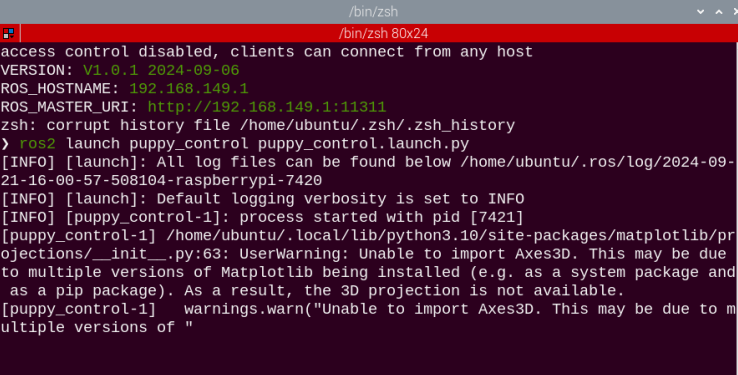 /bin/zsh
/bin/zsh 80x24
access control disabled, clients can connect from any host
VERSION: V1.0.1 2024-09-06
ROS_HOSTNAME: 192.168.149.1
ROS_MASTER_URI: http://192.168.149.1:11311
zsh: corrupt history file /home/ubuntu/.zsh/.zsh_history
❯ ros2 launch puppy_control puppy_control.launch.py
[INFO] [launch]: All log files can be found below /home/ubuntu/.ros/log/2024-09-
21-16-00-57-508104-raspberrypi-7420
[INFO] [launch]: Default logging verbosity is set to INFO
[INFO] [puppy_control-1]: process started with pid [7421]
[puppy_control-1] /home/ubuntu/.local/lib/python3.10/site-packages/matplotlib/pr
ojections/__init__.py:63: UserWarning: Unable to import Axes3D. This may be due
to multiple versions of Matplotlib being installed (e.g. as a system package and
 as a pip package). As a result, the 3D projection is not available.
[puppy_control-1]   warnings.warn("Unable to import Axes3D. This may be due to m
ultiple versions of "